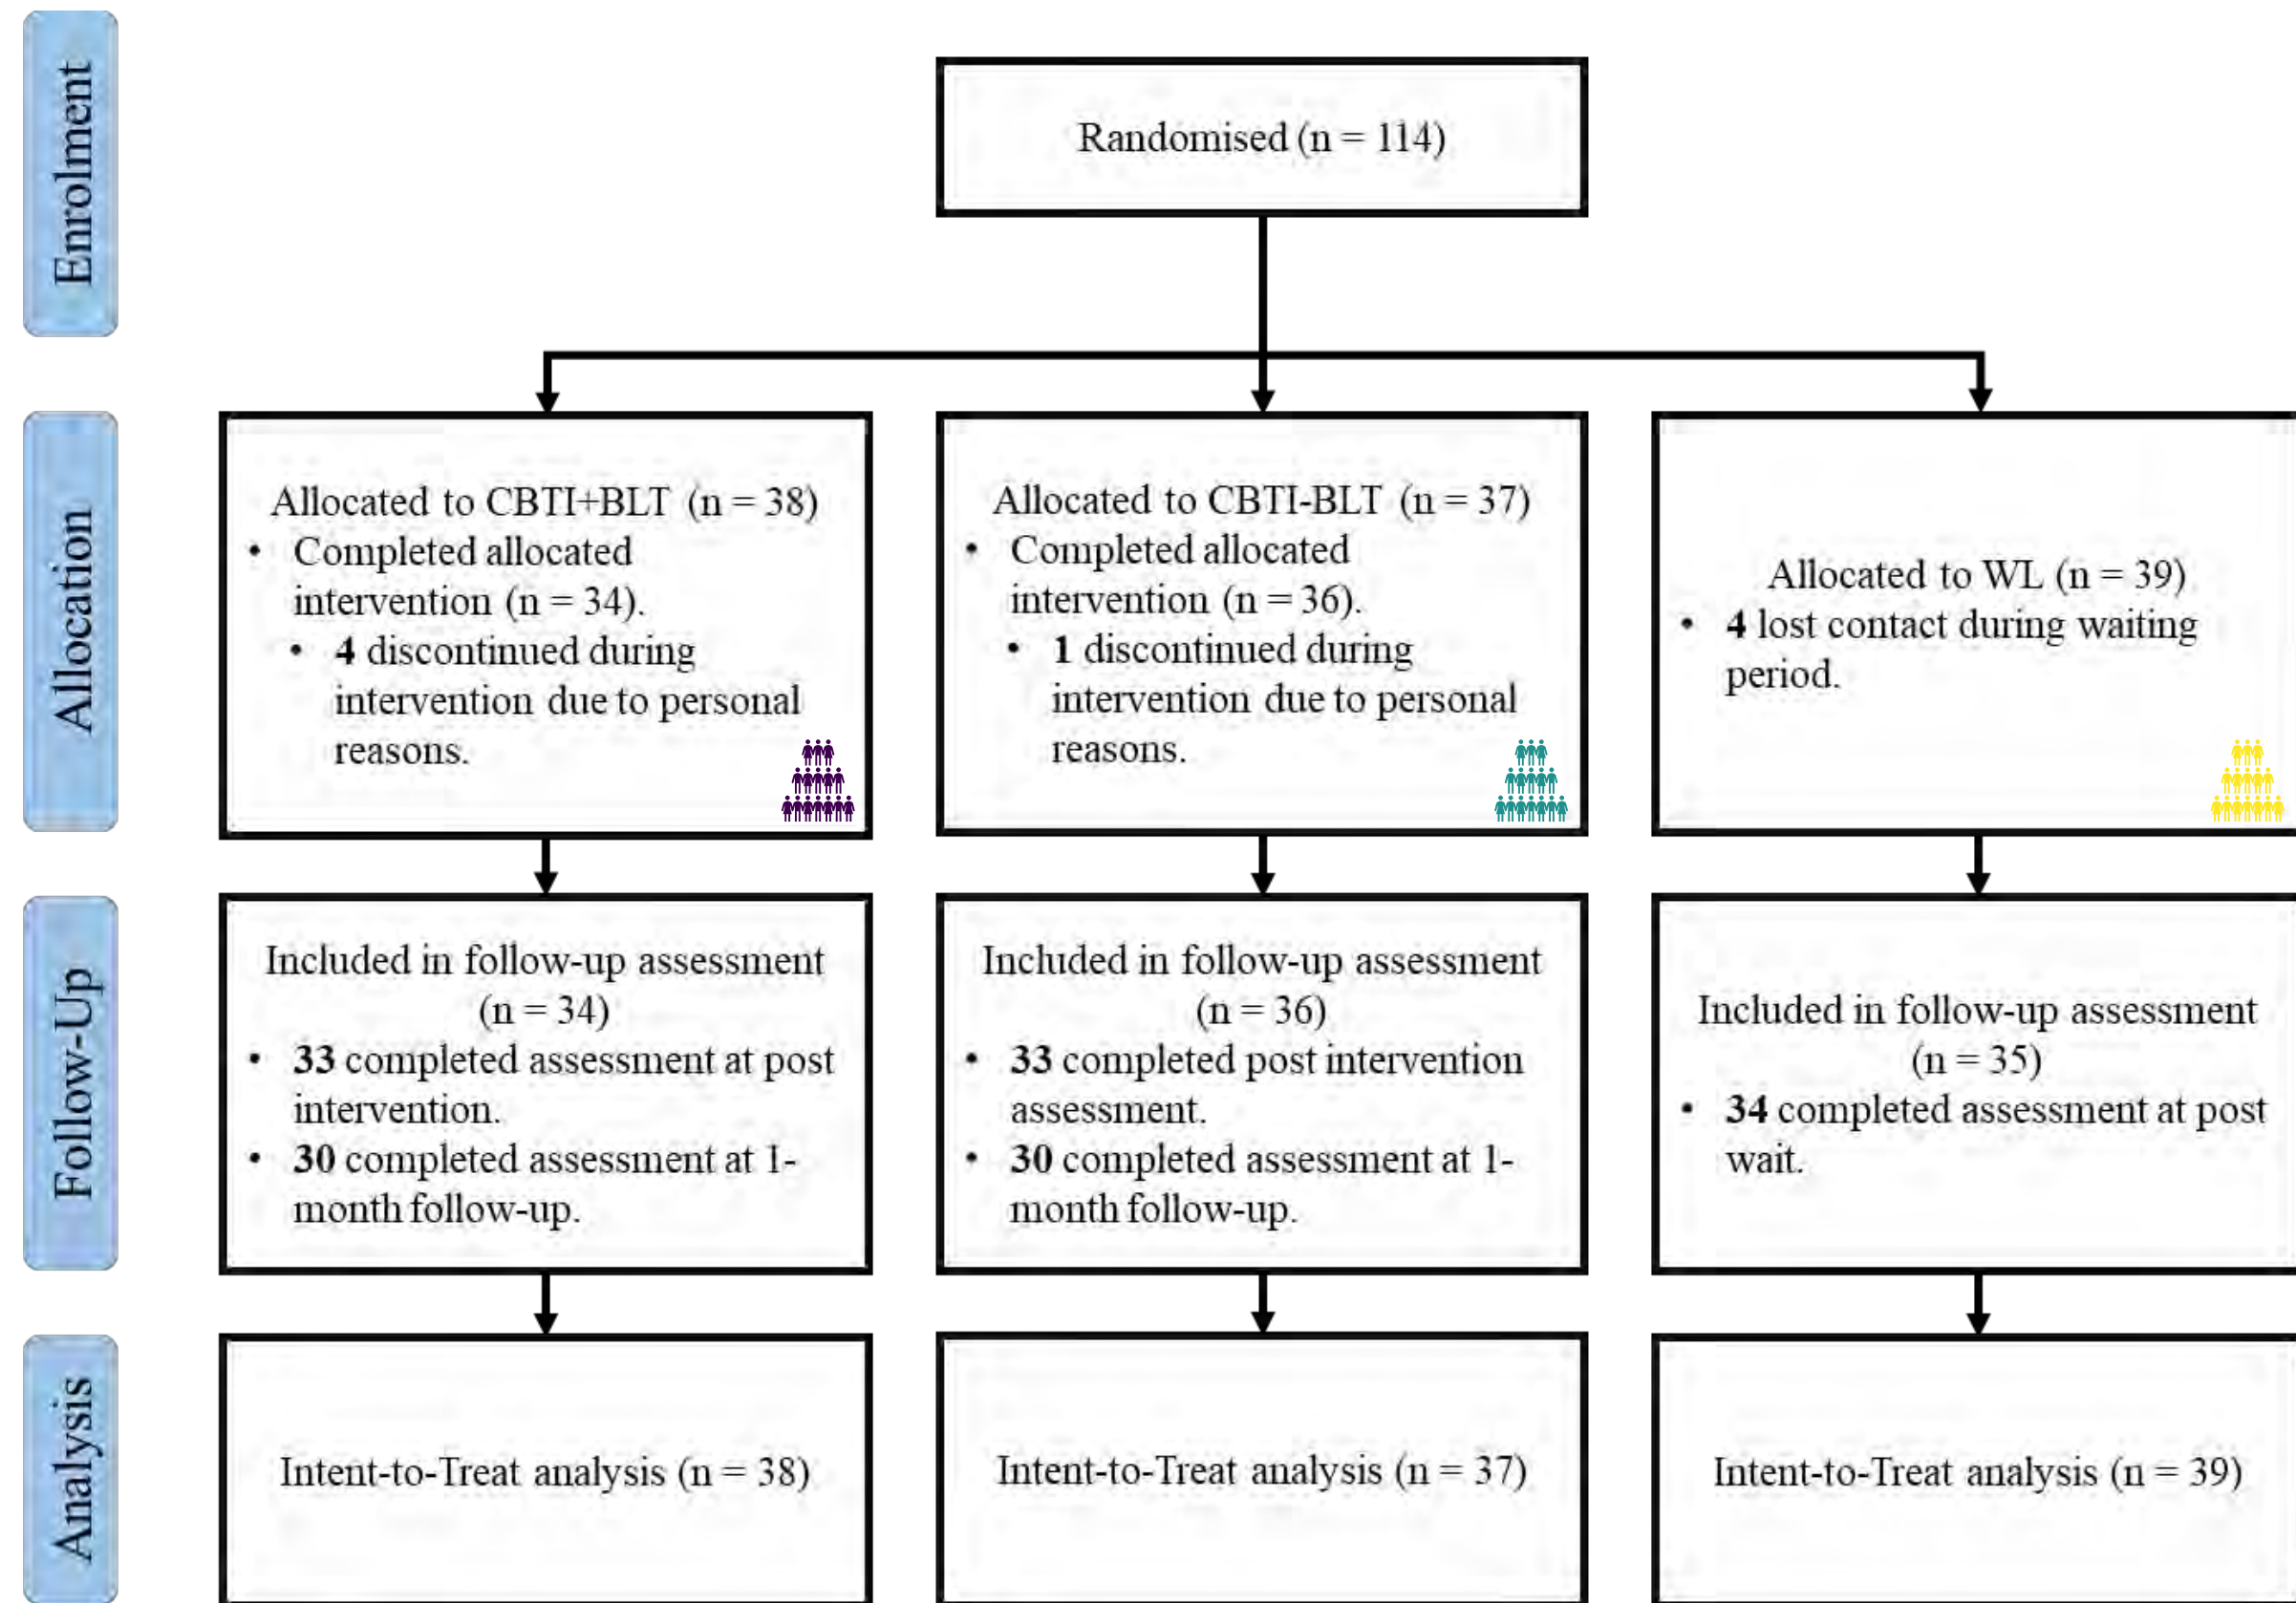 Enrolment
Randomised (n = 114)
Allocation
Allocated to CBTI+BLT (n = 38)
• Completed allocated
intervention (n = 34).
• 4 discontinued during
intervention due to personal
reasons.
Allocated to CBTI-BLT (n = 37)
• Completed allocated
intervention (n = 36).
• 1 discontinued during
intervention due to personal
reasons.
Allocated to WL (n = 39)
• 4 lost contact during waiting
period.
Follow-Up
Included in follow-up assessment
(n = 34)
• 33 completed assessment at post
intervention.
• 30 completed assessment at 1-
month follow-up.
Included in follow-up assessment
(n = 36)
• 33 completed post intervention
assessment.
• 30 completed assessment at 1-
month follow-up.
Included in follow-up assessment
(n = 35)
• 34 completed assessment at post
wait.
Analysis
Intent-to-Treat analysis (n = 38)
Intent-to-Treat analysis (n = 37)
Intent-to-Treat analysis (n = 39)